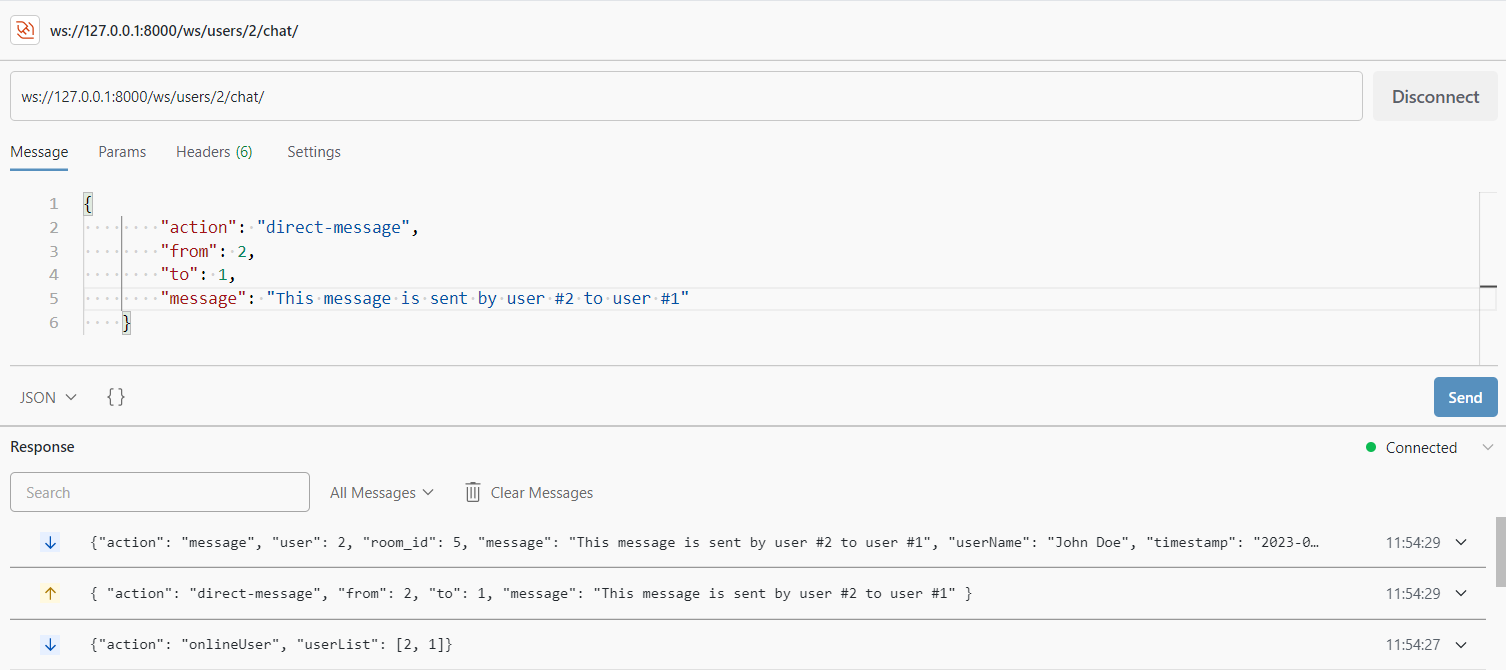 ws://127.0.0.1:8000/ws/users/2/chat/
ws://127.0.0.1:8000/ws/users/2/chat/
Disconnect
Message Params Headers (6) Settings
1 {
2 "action": "direct-message",
3 "from": 2,
4 "to": 1,
5 "message": "This message is sent by user #2 to user #1"
6 }
JSON {} Send
Response Connected
Search All Messages Clear Messages
{"action": "message", "user": 2, "room_id": 5, "message": "This message is sent by user #2 to user #1", "userName": "John Doe", "timestamp": "2023-0… 11:54:29
{ "action": "direct-message", "from": 2, "to": 1, "message": "This message is sent by user #2 to user #1" } 11:54:29
{"action": "onlineUser", "userList": [2, 1]} 11:54:27